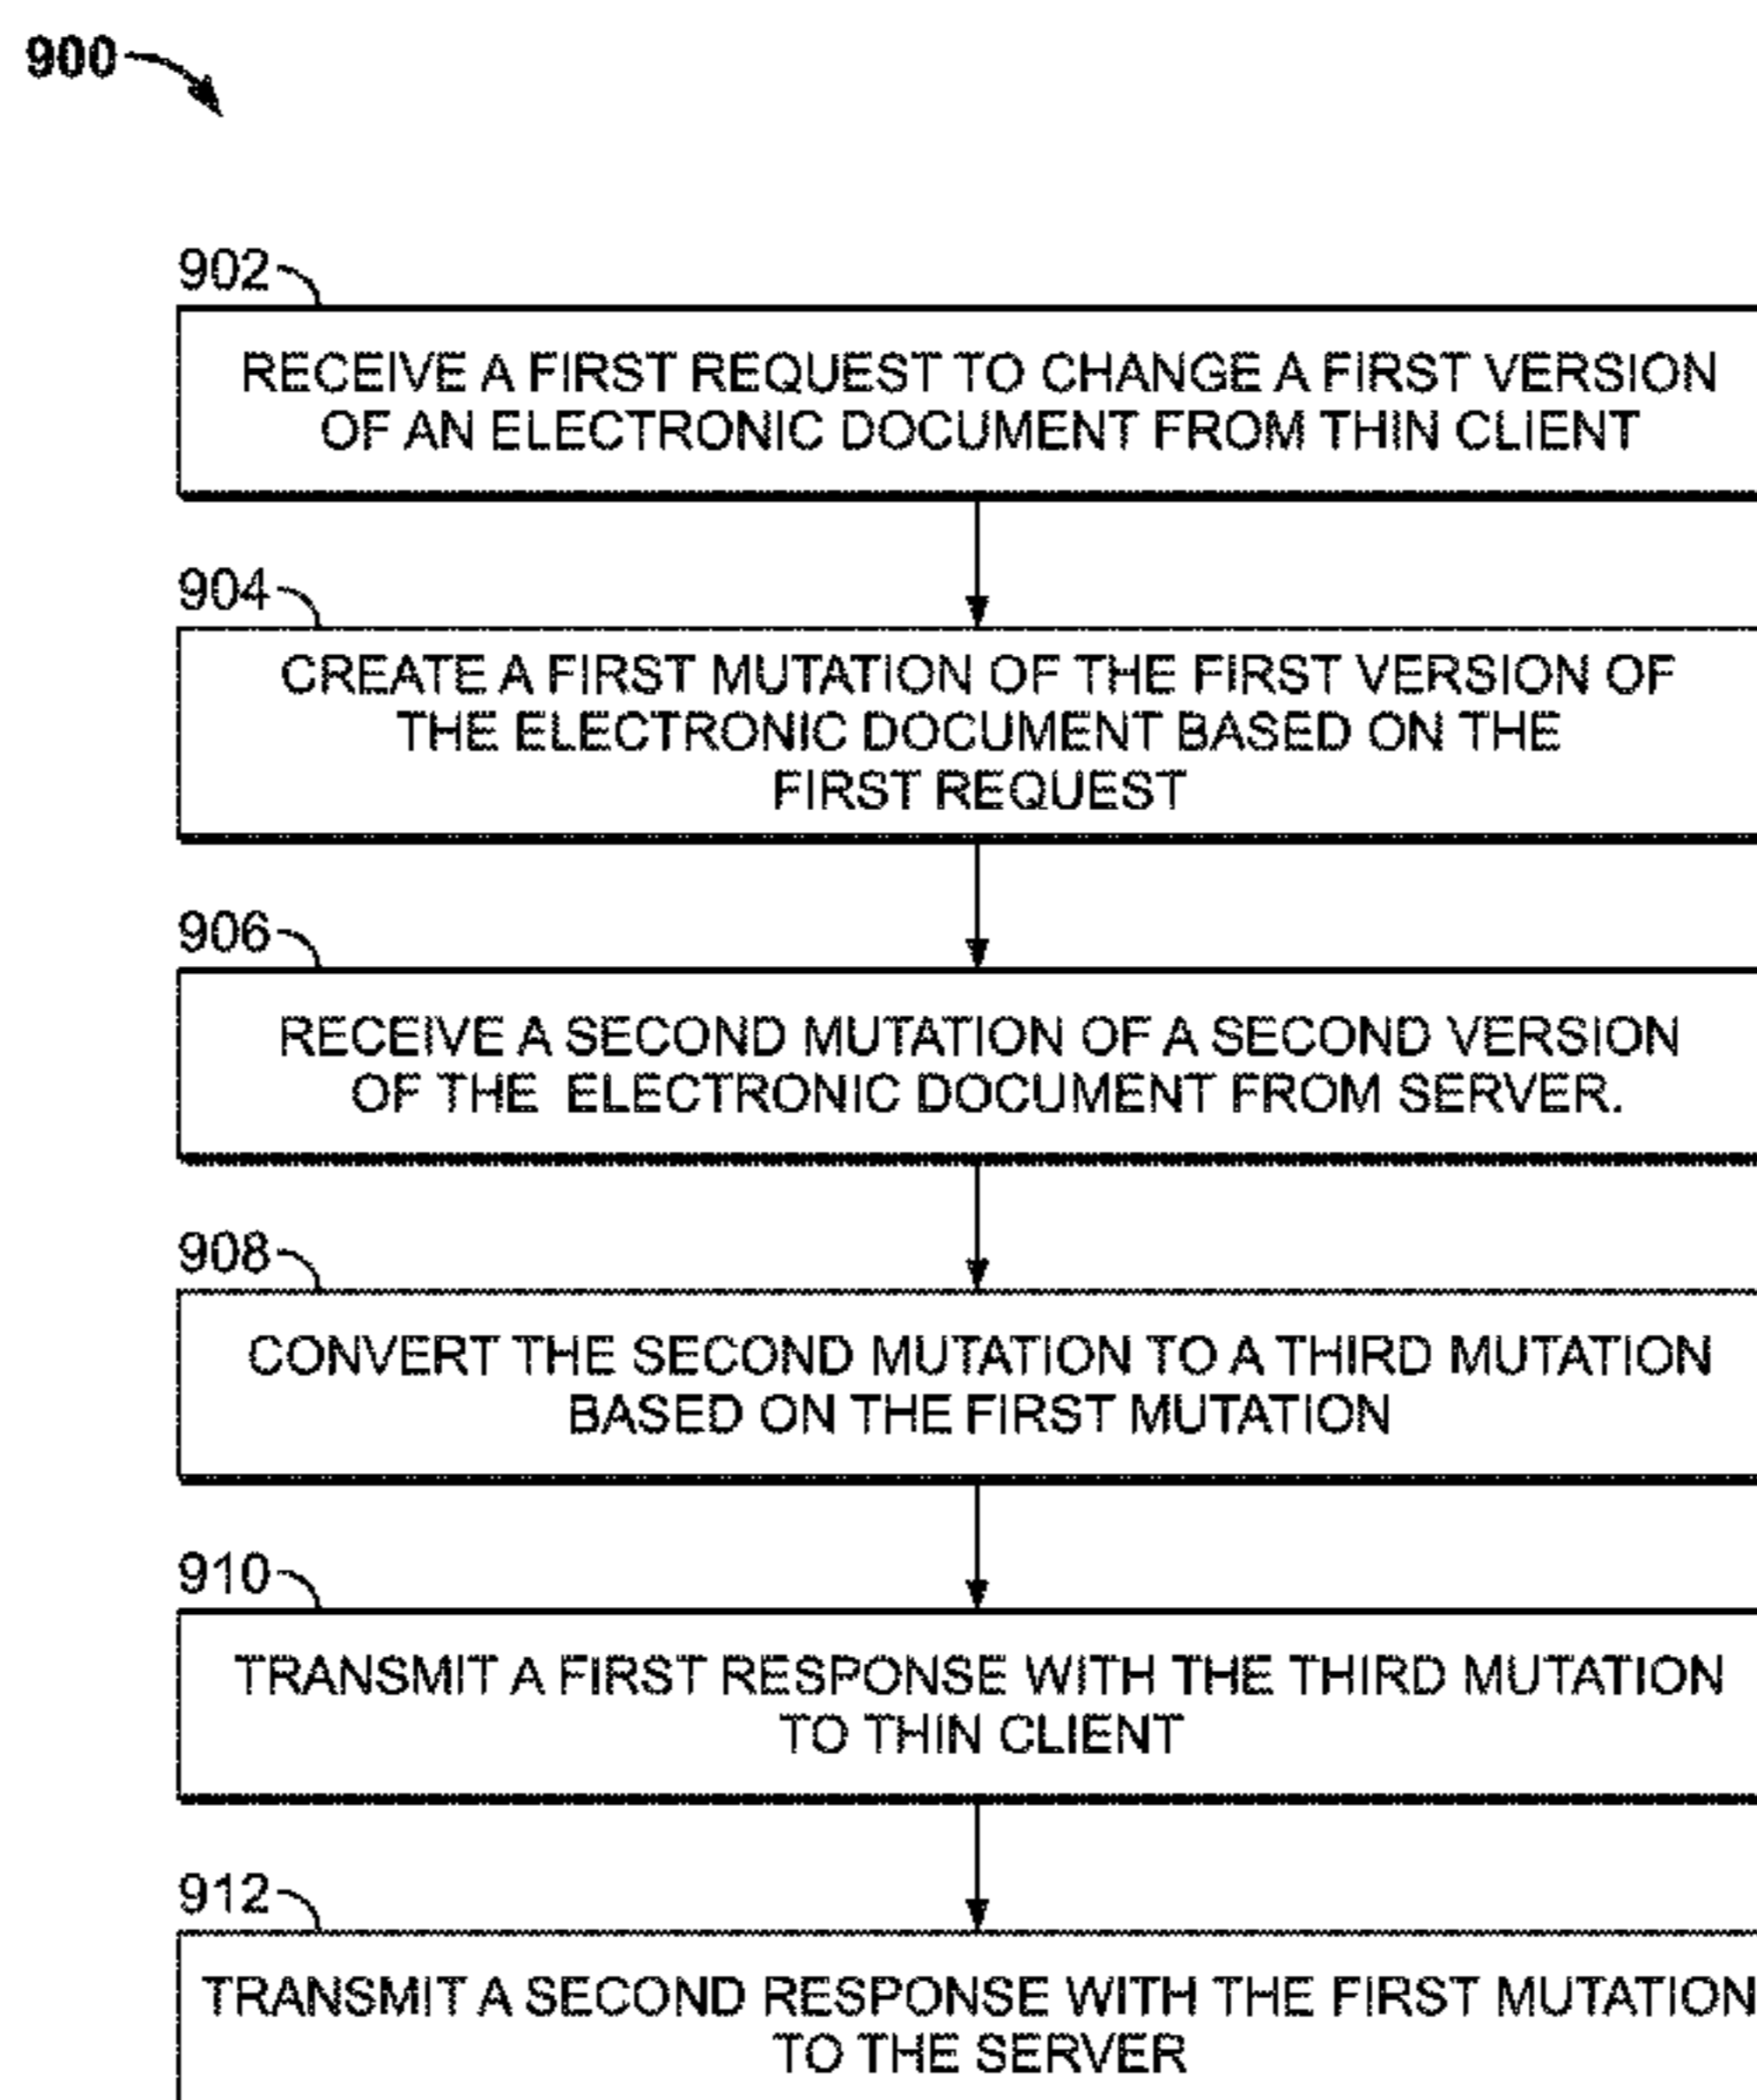 900
902
RECEIVE A FIRST REQUEST TO CHANGE A FIRST VERSION
OF AN ELECTRONIC DOCUMENT FROM THIN CLIENT
904
CREATE A FIRST MUTATION OF THE FIRST VERSION OF
THE ELECTRONIC DOCUMENT BASED ON THE
FIRST REQUEST
906
RECEIVE A SECOND MUTATION OF A SECOND VERSION
OF THE ELECTRONIC DOCUMENT FROM SERVER.
908
CONVERT THE SECOND MUTATION TO A THIRD MUTATION
BASED ON THE FIRST MUTATION
910
TRANSMIT A FIRST RESPONSE WITH THE THIRD MUTATION
TO THIN CLIENT
912
TRANSMIT A SECOND RESPONSE WITH THE FIRST MUTATION
TO THE SERVER